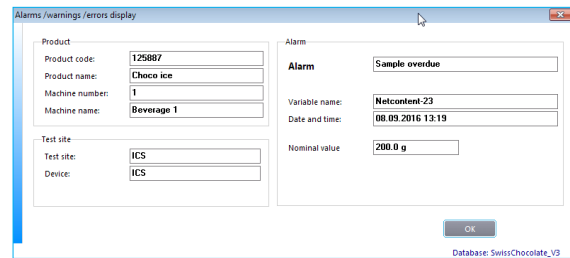 Alarms /warnings /errors display
Product
Product code: 125887
Product name: Choco ice
Machine number: 1
Machine name: Beverage 1
Test site
Test site: ICS
Device: ICS
Alarm
Alarm Sample overdue
Variable name: Netcontent-23
Date and time: 08.09.2016 13:19
Nominal value 200.0 g
OK
Database: SwissChocolate_V3